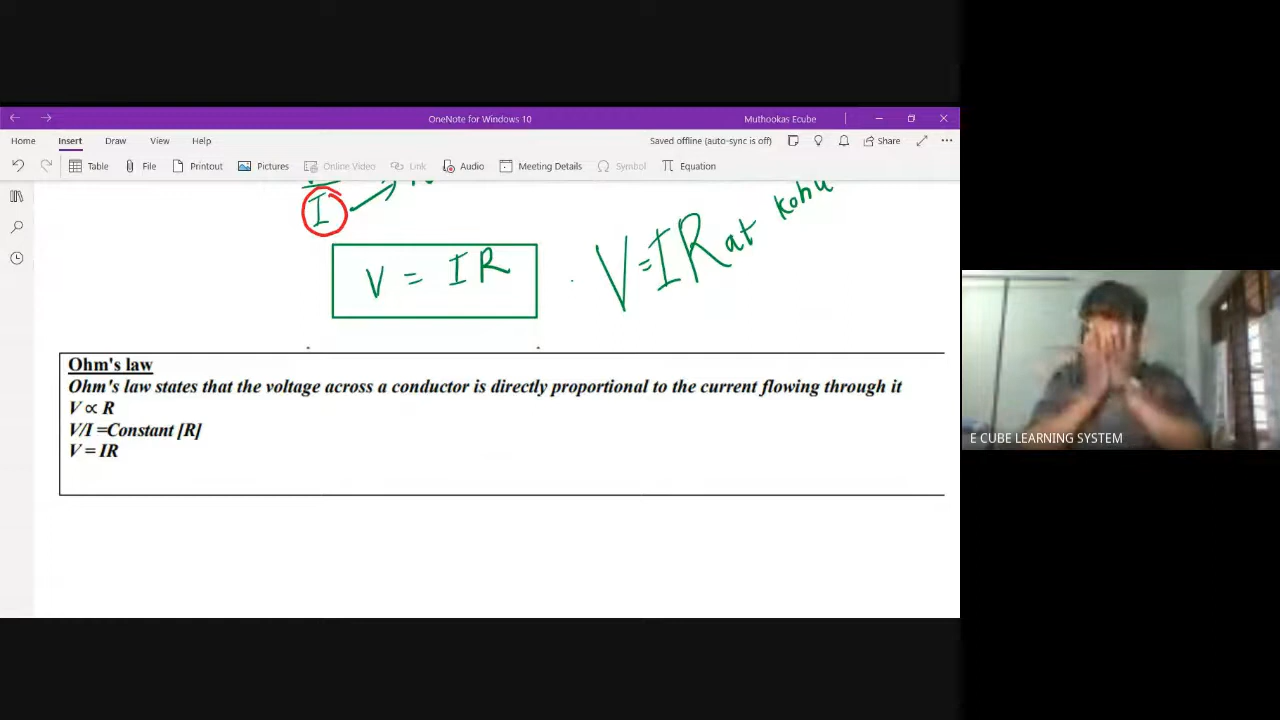 OneNote for Windows 10
Muthookas Ecube
Home Insert Draw View Help
Saved offline (auto-sync is off)
Share
Table File Printout Pictures Online Video Link Audio Meeting Details Symbol Equation
I
V = IR
V=IR at
Ohm's law
Ohm's law states that the voltage across a conductor is directly proportional to the current flowing through it
V ∝ R
V/I =Constant [R]
V = IR
E CUBE LEARNING SYSTEM